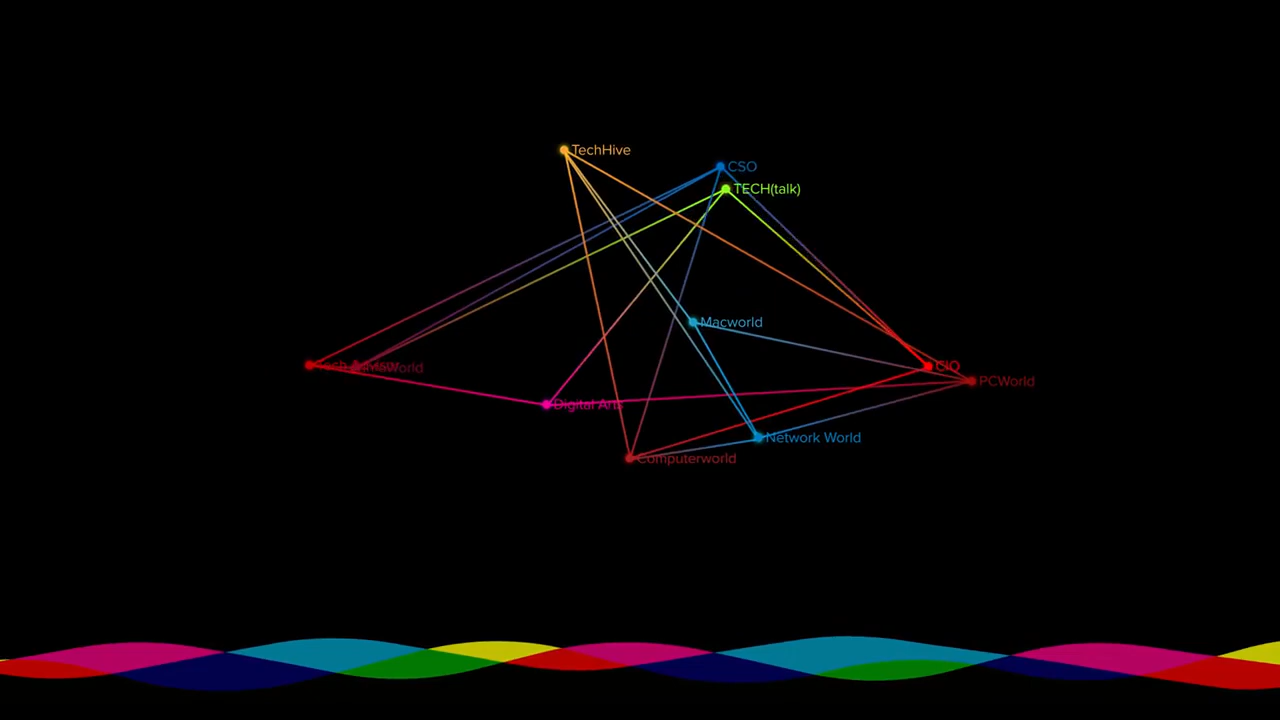 TechHive
CSO
TECH(talk)
Macworld
CIO
PCWorld
Digital Arts
Network World
Computerworld